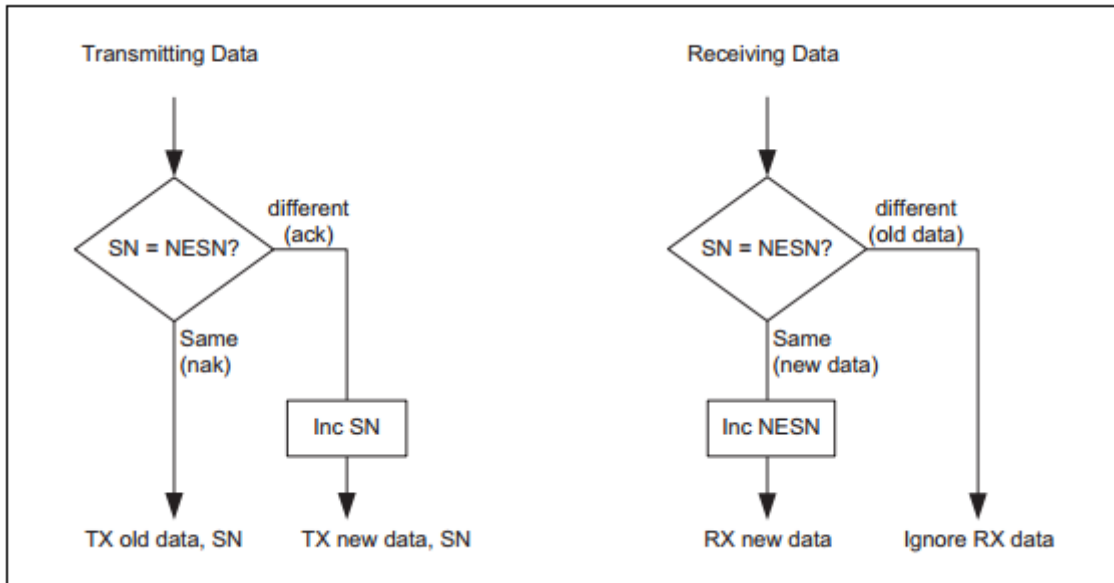 Transmitting Data
SN = NESN?
different
(ack)
Same
(nak)
Inc SN
TX old data, SN
TX new data, SN
Receiving Data
SN = NESN?
different
(old data)
Same
(new data)
Inc NESN
RX new data
Ignore RX data